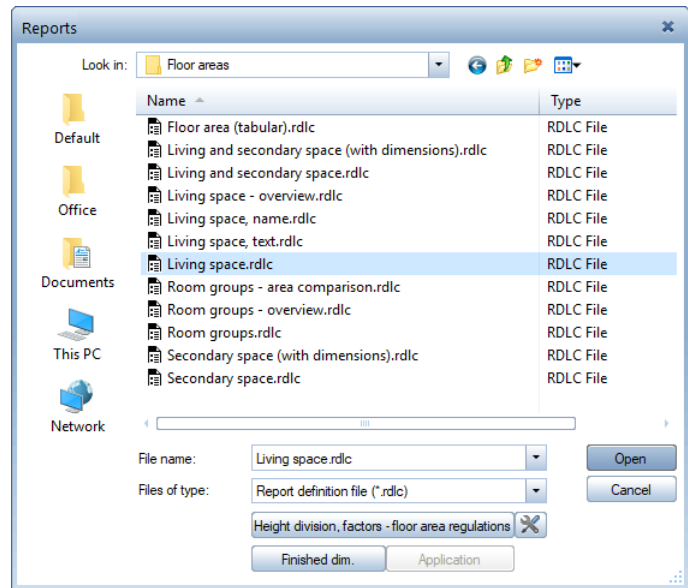 Reports
Look in: Floor areas
Name Type
Default
Office
Documents
This PC
Network
Floor area (tabular).rdlc RDLC File
Living and secondary space (with dimensions).rdlc RDLC File
Living and secondary space.rdlc RDLC File
Living space - overview.rdlc RDLC File
Living space, name.rdlc RDLC File
Living space, text.rdlc RDLC File
Living space.rdlc RDLC File
Room groups - area comparison.rdlc RDLC File
Room groups - overview.rdlc RDLC File
Room groups.rdlc RDLC File
Secondary space (with dimensions).rdlc RDLC File
Secondary space.rdlc RDLC File
File name: Living space.rdlc Open
Files of type: Report definition file (*.rdlc) Cancel
Height division, factors - floor area regulations
Finished dim. Application